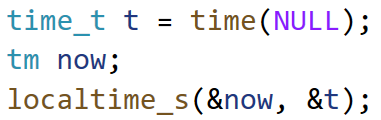 time_t t = time(NULL);
tm now;
localtime_s(&now, &t);